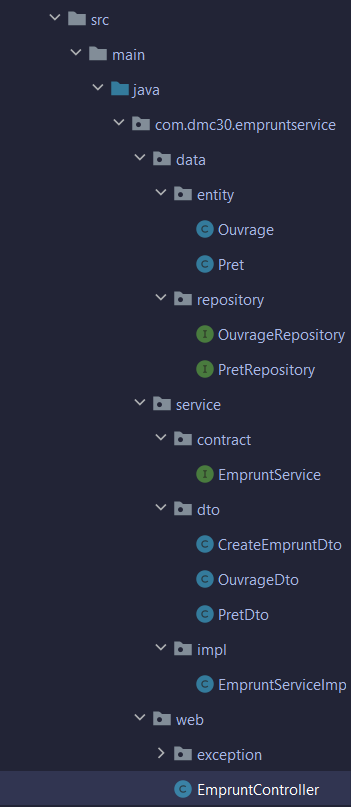 src
main
java
com.dmc30.empruntservice
data
entity
Ouvrage
Pret
repository
OuvrageRepository
PretRepository
service
contract
EmpruntService
dto
CreateEmpruntDto
OuvrageDto
PretDto
impl
EmpruntServiceImp
web
exception
EmpruntController